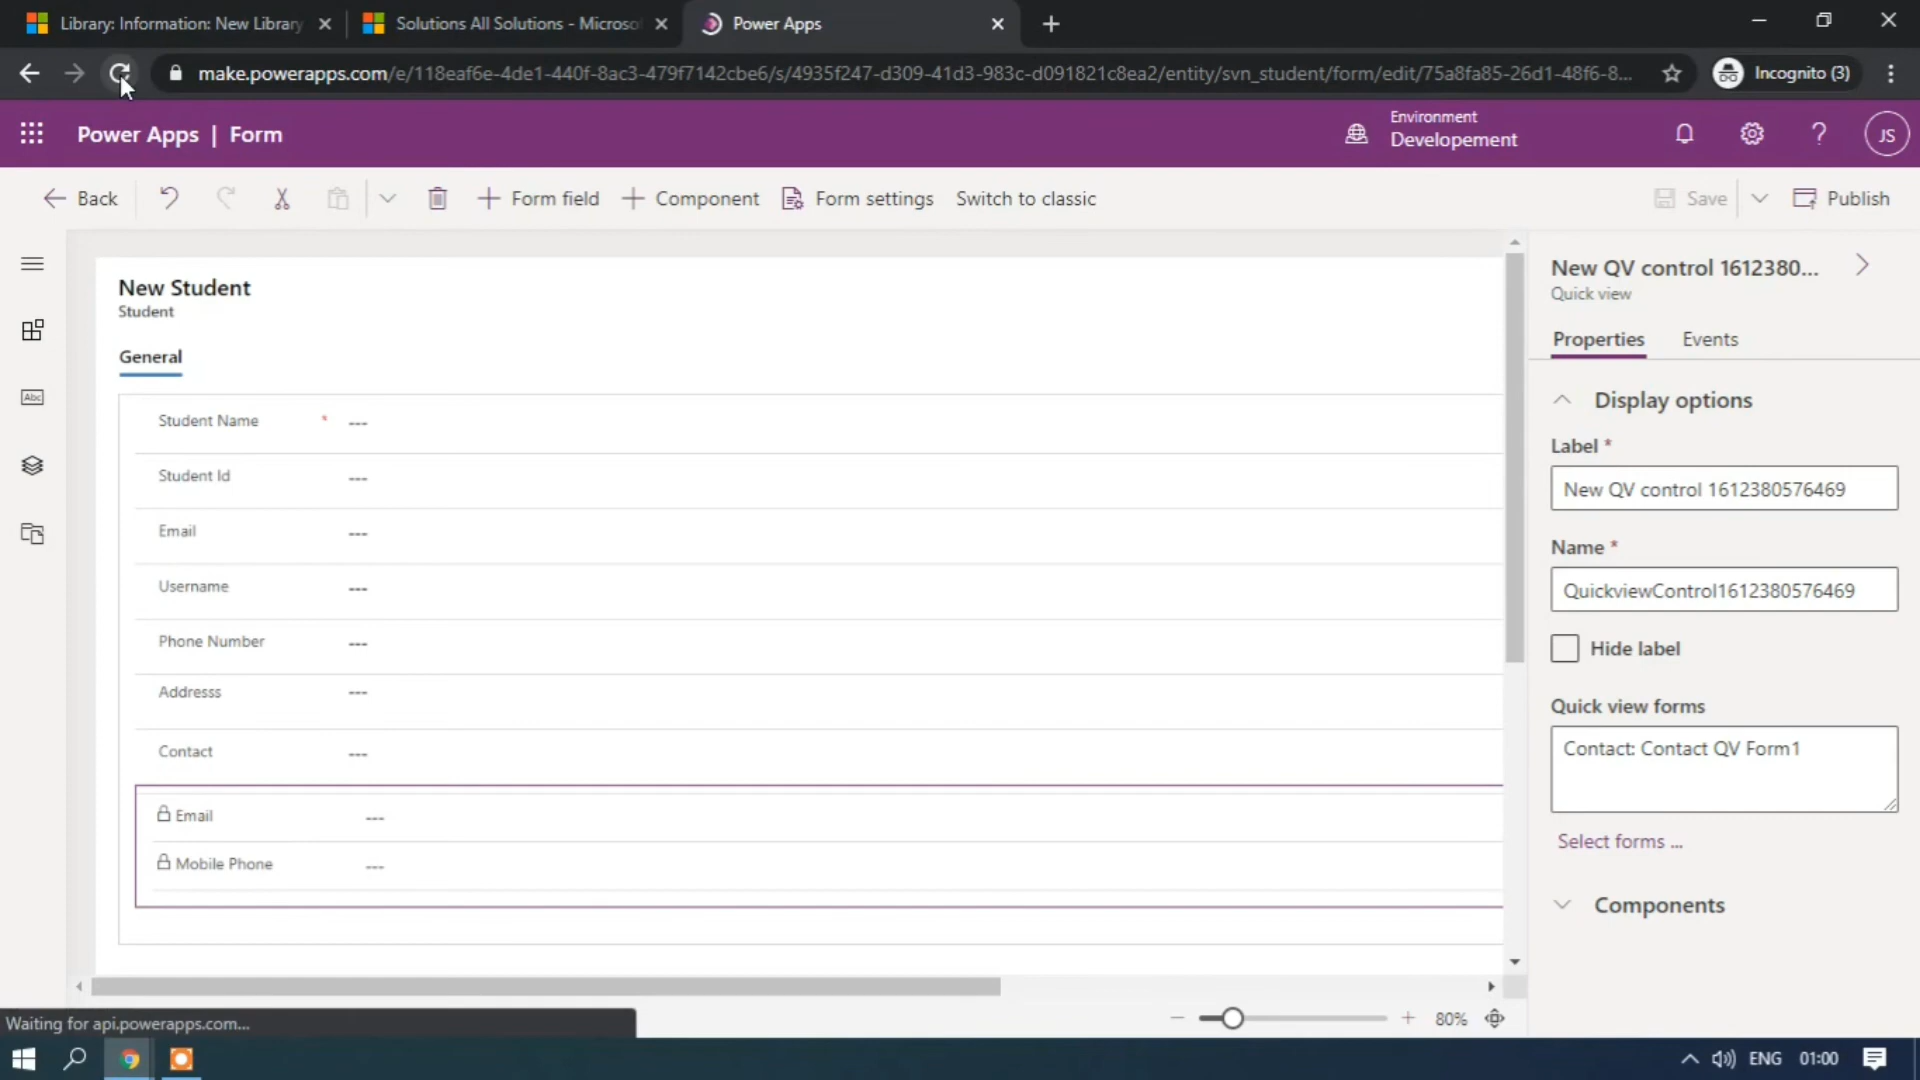 Library: Information: New Library
Solutions All Solutions - Microso
Power Apps
make.powerapps.com/e/118eaf6e-4de1-440f-8ac3-479f7142cbe6/s/4935f247-d309-41d3-983c-d091821c8ea2/entity/svn_student/form/edit/75a8fa85-26d1-48f6-8...
Incognito (3)
Power Apps | Form
Environment
Developement
JS
Back
Form field
Component
Form settings
Switch to classic
Save
Publish
New Student
Student
General
Student Name * ---
Student Id ---
Email ---
Username ---
Phone Number ---
Addresss ---
Contact ---
Email ---
Mobile Phone ---
New QV control 1612380...
Quick view
Properties
Events
Display options
Label *
New QV control 1612380576469
Name *
QuickviewControl1612380576469
Hide label
Quick view forms
Contact: Contact QV Form1
Select forms ...
Components
Abc
80%
Waiting for api.powerapps.com...
ENG
01:00